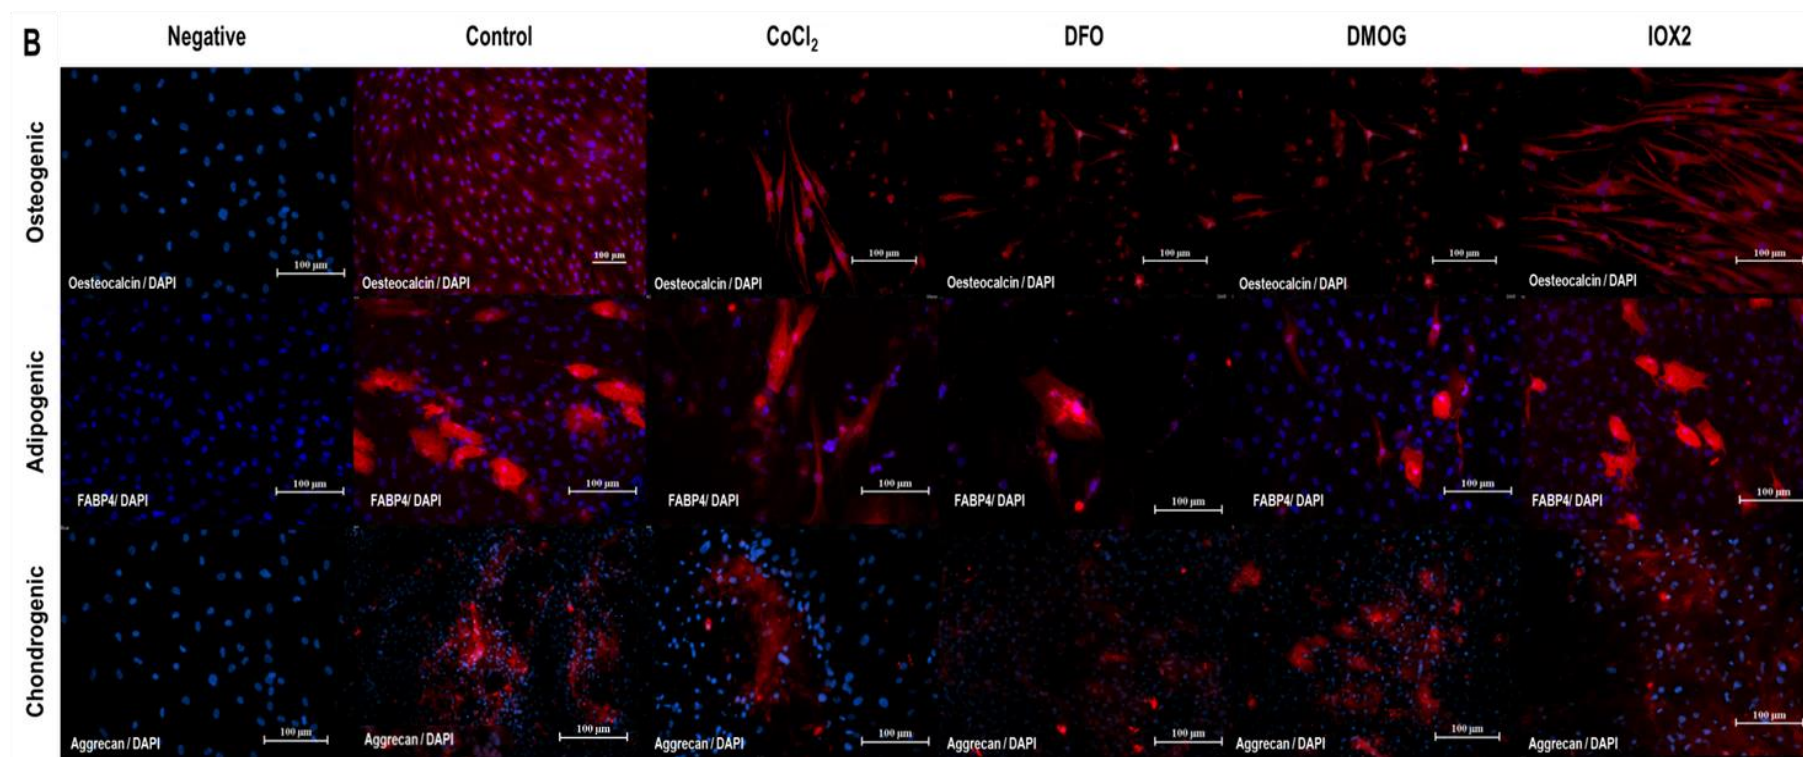 B Negative Control CoCl₂ DFO DMOG IOX2
Osteogenic
100 µm 100 µm 100 µm 100 µm 100 µm 100 µm
Oesteocalcin / DAPI Oesteocalcin / DAPI Oesteocalcin / DAPI Oesteocalcin / DAPI Oesteocalcin / DAPI Oesteocalcin / DAPI
Adipogenic
100 µm 100 µm 100 µm 100 µm 100 µm 100 µm
FABP4/ DAPI FABP4/ DAPI FABP4/ DAPI FABP4/ DAPI FABP4/ DAPI FABP4/ DAPI
Chondrogenic
100 µm 100 µm 100 µm 100 µm 100 µm 100 µm
Aggrecan / DAPI Aggrecan / DAPI Aggrecan / DAPI Aggrecan / DAPI Aggrecan / DAPI Aggrecan / DAPI